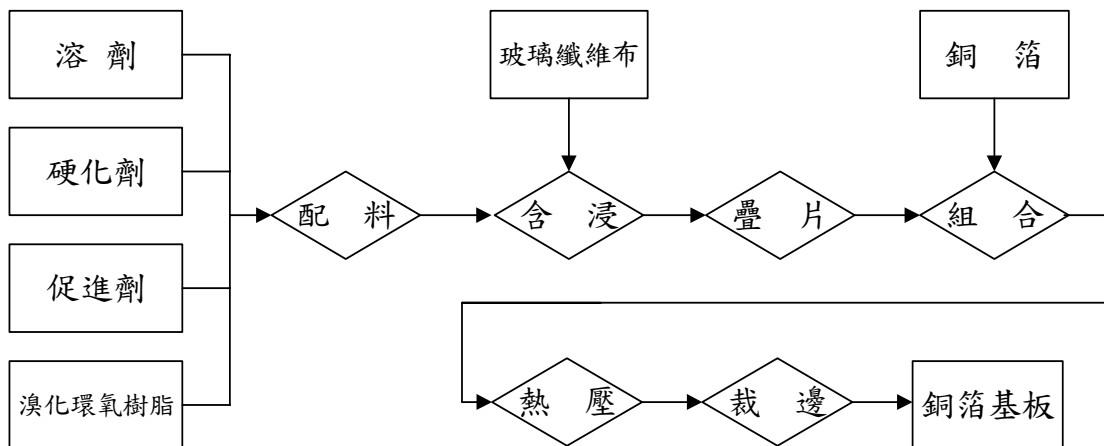 溶 劑
硬化劑
促進劑
溴化環氧樹脂
配 料
玻璃纖維布
含 浸
疊 片
銅 箔
組 合
熱 壓
裁 邊
銅箔基板